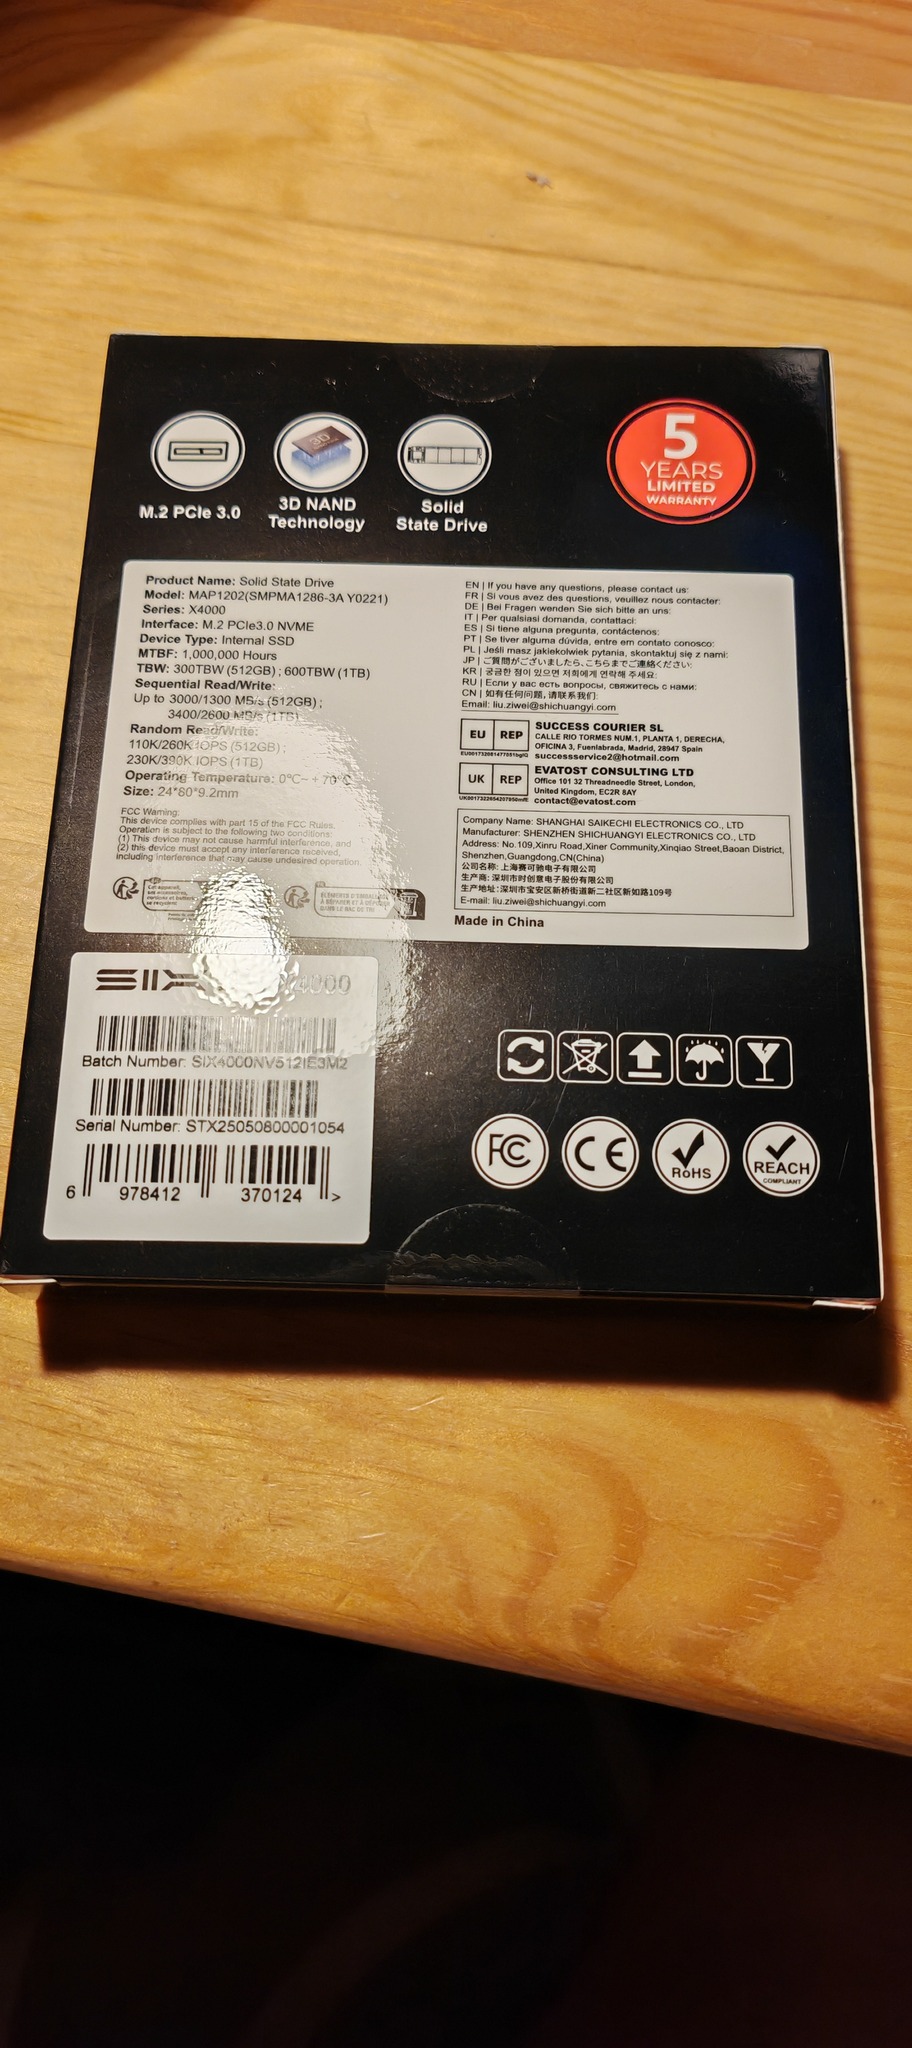 M.2 PCIe 3.0
3D
3D NAND
Technology
Solid
State Drive
5
YEARS
LIMITED
WARRANTY
Product Name: Solid State Drive
Model: MAP1202(SMPMA1286-3A Y0221)
Series: X4000
Interface: M.2 PCIe3.0 NVME
Device Type: Internal SSD
MTBF: 1,000,000 Hours
TBW: 300TBW (512GB) ; 600TBW (1TB)
Sequential Read/Write:
Up to 3000/1300 MB/s (512GB) ;
3400/2600 MB/s (1TB)
Random Read/Write:
110K/260K IOPS (512GB) ;
230K/390K IOPS (1TB)
Operating Temperature: 0°C~ + 70°C
Size: 24*80*9.2mm
FCC Warning:
This device complies with part 15 of the FCC Rules.
Operation is subject to the following two conditions:
(1) This device may not cause harmful interference, and
(2) this device must accept any interference received,
including interference that may cause undesired operation.
EN | If you have any questions, please contact us:
FR | Si vous avez des questions, veuillez nous contacter:
DE | Bei Fragen wenden Sie sich bitte an uns:
IT | Per qualsiasi domanda, contattaci:
ES | Si tiene alguna pregunta, contáctenos:
PT | Se tiver alguma dúvida, entre em contato conosco:
PL | Jeśli masz jakiekolwiek pytania, skontaktuj się z nami:
JP | ご質問がございましたら、こちらまでご連絡ください:
KR | 궁금한 점이 있으면 저희에게 연락해 주세요:
RU | Если у вас есть вопросы, свяжитесь с нами:
CN | 如有任何问题, 请联系我们:
Email: liu.ziwei@shichuangyi.com
EU REP
SUCCESS COURIER SL
CALLE RIO TORMES NUM.1, PLANTA 1, DERECHA,
OFICINA 3, Fuenlabrada, Madrid, 28947 Spain
successservice2@hotmail.com
UK REP
EVATOST CONSULTING LTD
Office 101 32 Threadneedle Street, London,
United Kingdom, EC2R 8AY
contact@evatost.com
Company Name: SHANGHAI SAIKECHI ELECTRONICS CO., LTD
Manufacturer: SHENZHEN SHICHUANGYI ELECTRONICS CO., LTD
Address: No.109,Xinru Road,Xiner Community,Xinqiao Street,Baoan District,
Shenzhen,Guangdong,CN(China)
公司名称: 上海赛可驰电子有限公司
生产商: 深圳市时创意电子股份有限公司
生产地址: 深圳市宝安区新桥街道新二社区新如路109号
E-mail: liu.ziwei@shichuangyi.com
Made in China
X4000
Batch Number: SIX4000NV512IE3M2
Serial Number: STX25050800001054
6 978412 370124 >
FC
CE
RoHS
REACH
COMPLIANT